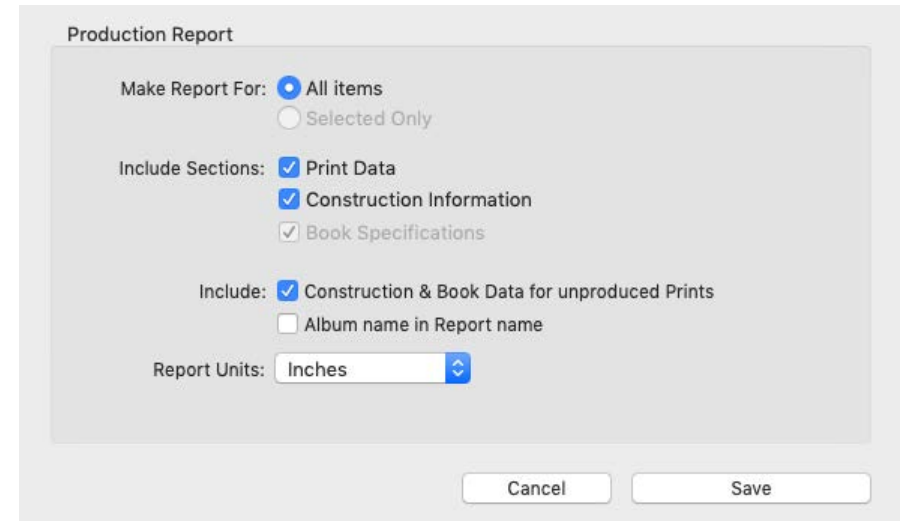 Production Report
Make Report For: All items
Selected Only
Include Sections: Print Data
Construction Information
Book Specifications
Include: Construction & Book Data for unproduced Prints
Album name in Report name
Report Units: Inches
Cancel Save